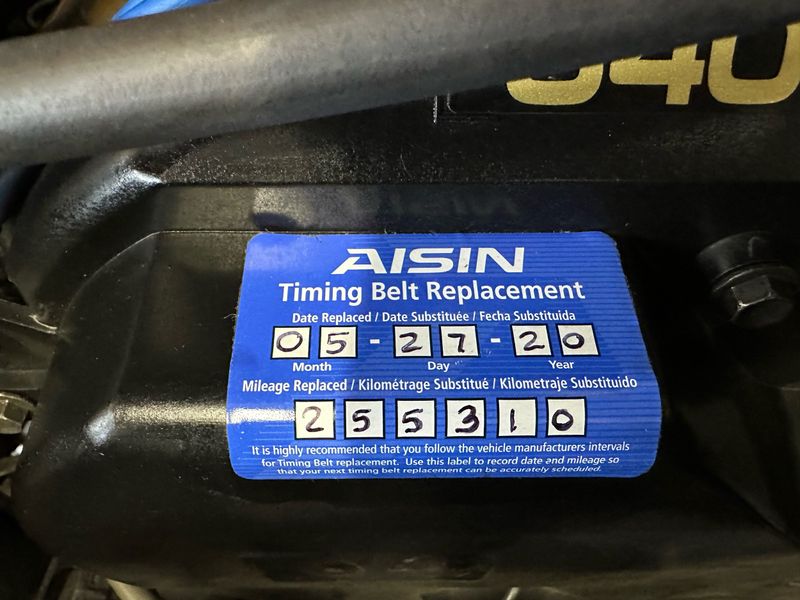 3400
AISIN
Timing Belt Replacement
Date Replaced / Date Substituée / Fecha Substituida
05 - 27 - 20
Month Day Year
Mileage Replaced / Kilométrage Substitué / Kilometraje Substituido
255310
It is highly recommended that you follow the vehicle manufacturers intervals
for Timing Belt replacement. Use this label to record date and mileage so
that your next timing belt replacement can be accurately scheduled.